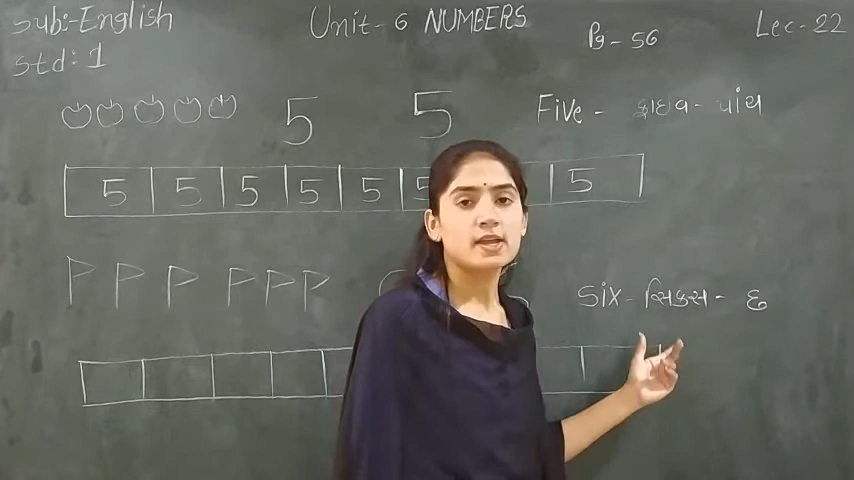 Sub:-English
Unit-6 NUMBERS
Pg-56
Lec-22
Std: 1
5 5 Five - ફાઇવ - પાંચ
5 5 5 5 5 5 5
P P P P P P
Six - સિક્સ - ૬